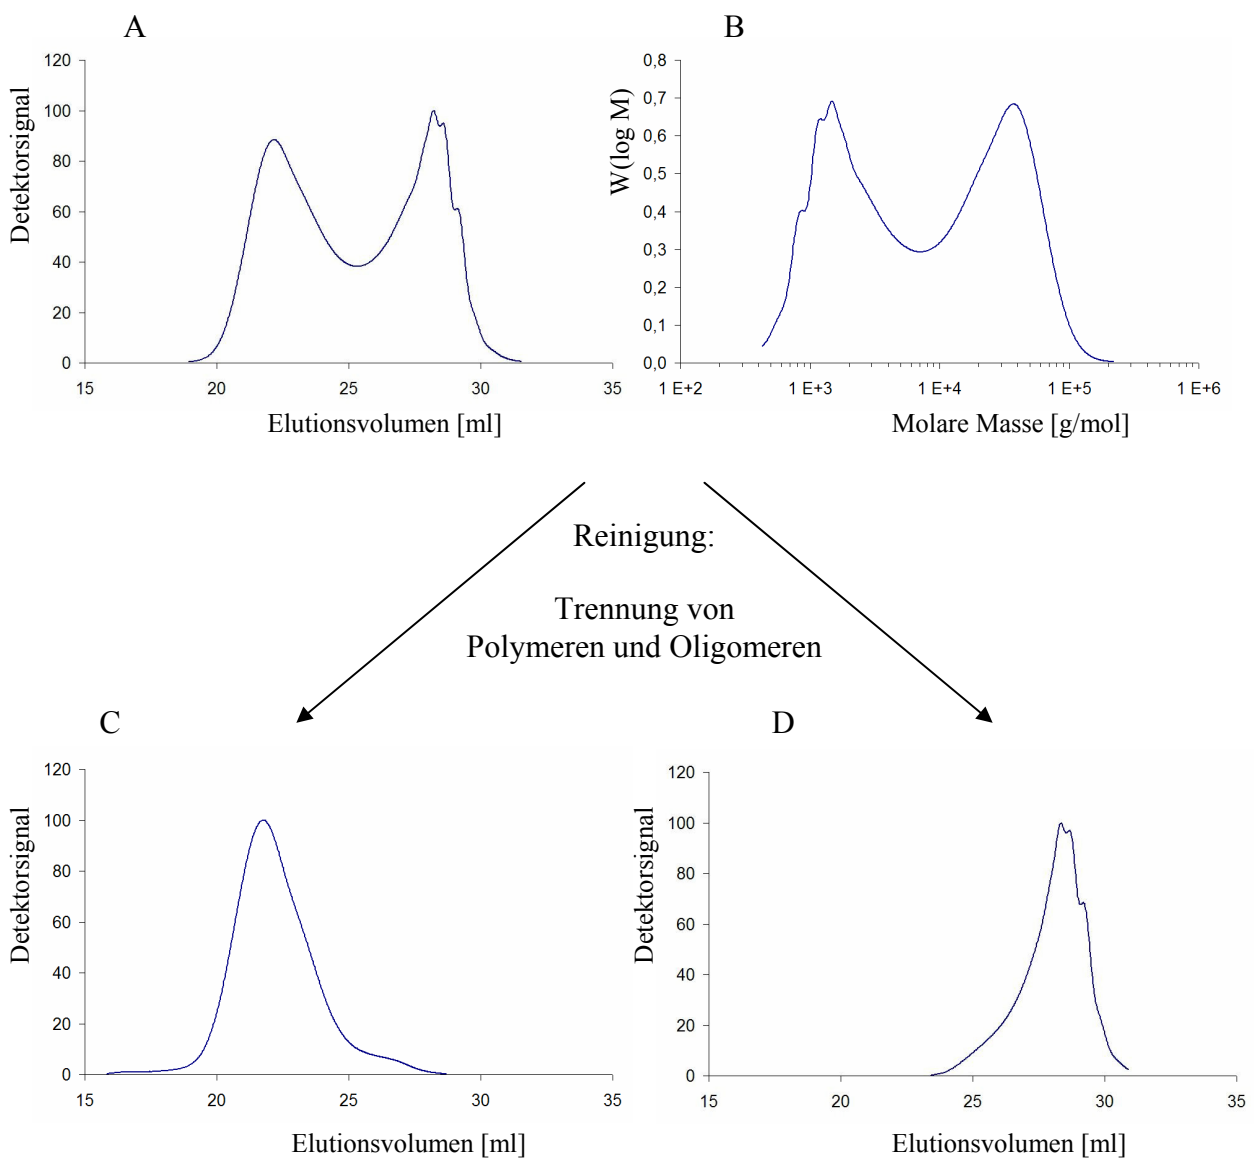 A
B
120
100
80
60
40
20
0
Detektorsignal
15
20
25
30
35
Elutionsvolumen [ml]
0,8
0,7
0,6
0,5
0,4
0,3
0,2
0,1
0,0
W(log M)
1 E+2
1 E+3
1 E+4
1 E+5
1 E+6
Molare Masse [g/mol]
Reinigung:
Trennung von
Polymeren und Oligomeren
C
D
120
100
80
60
40
20
0
Detektorsignal
15
20
25
30
35
Elutionsvolumen [ml]
120
100
80
60
40
20
0
Detektorsignal
15
20
25
30
35
Elutionsvolumen [ml]